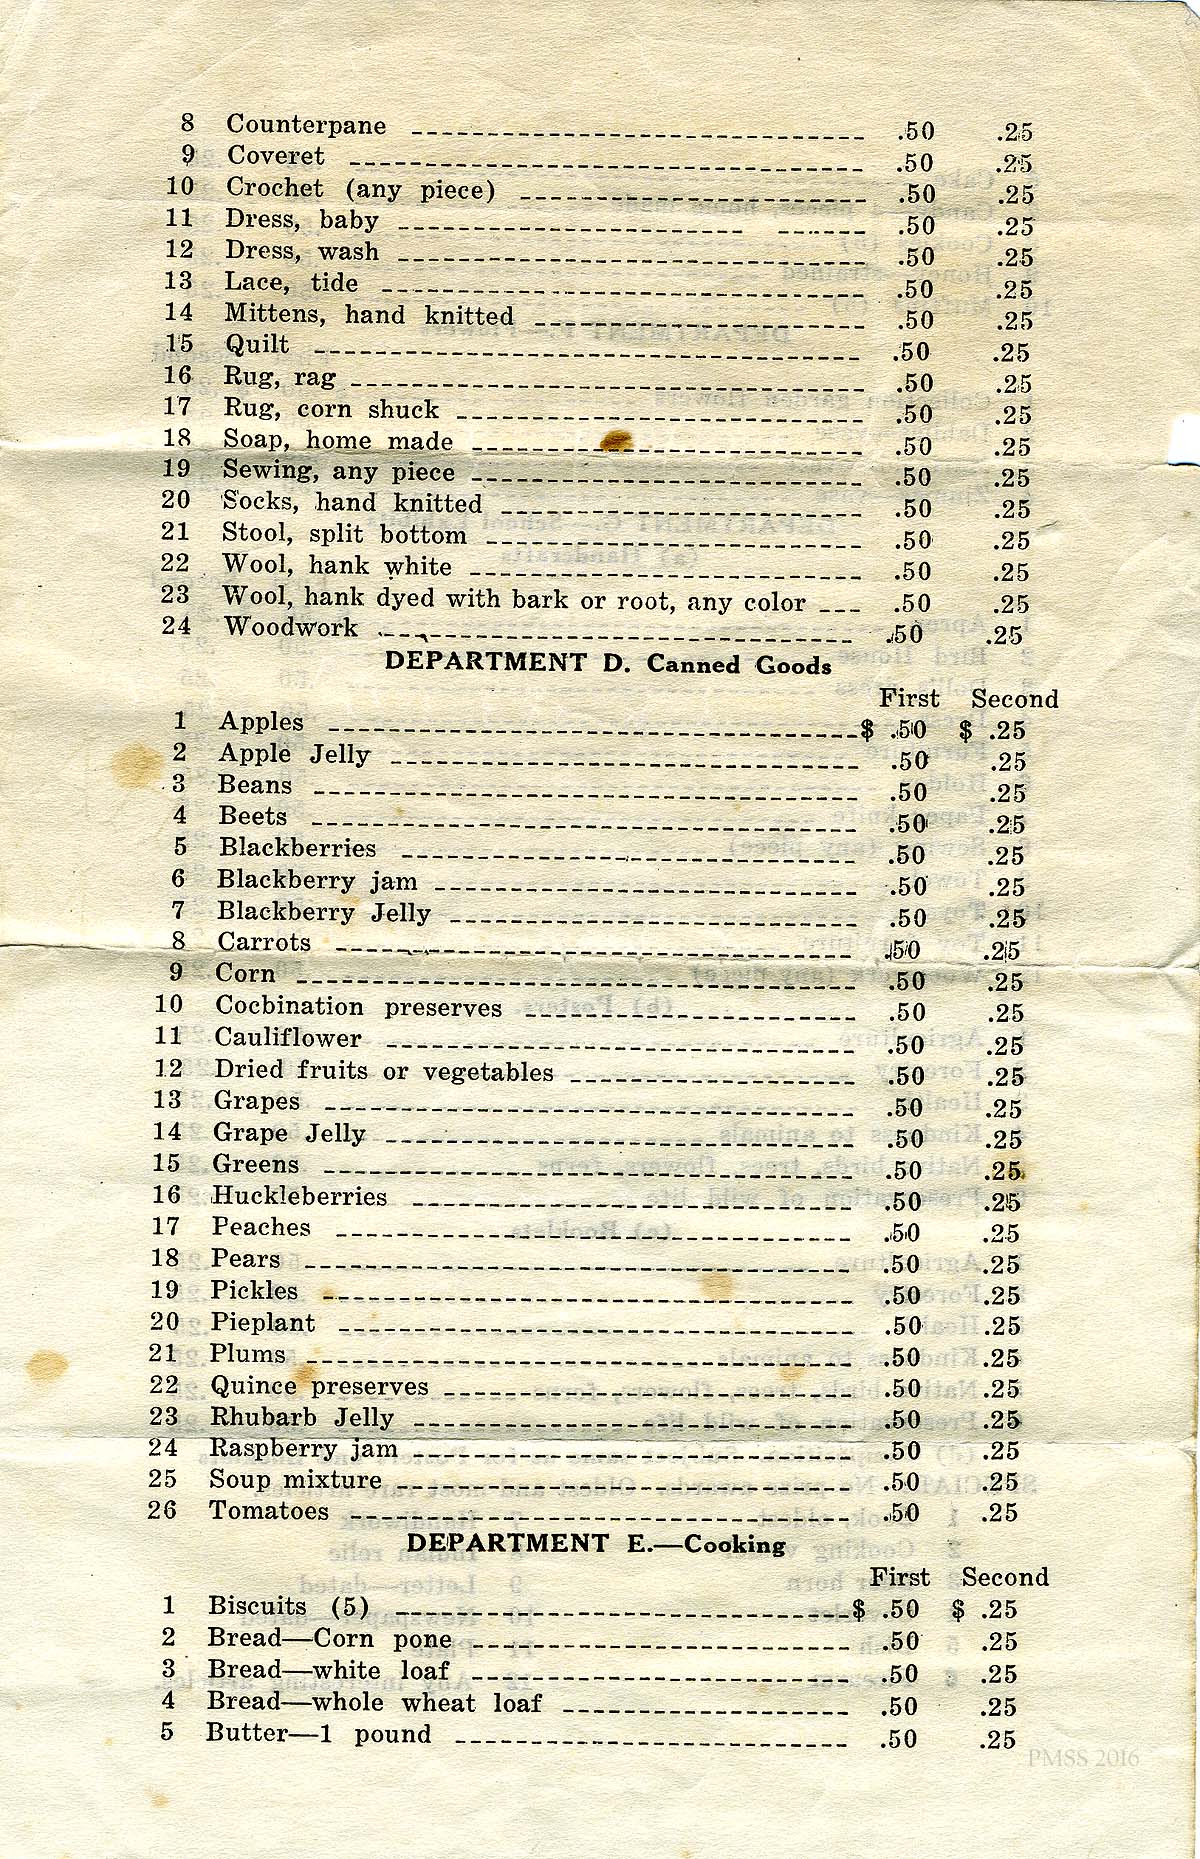 8 Counterpane .50 .25
9 Coveret .50 .25
10 Crochet (any piece) .50 .25
11 Dress, baby .50 .25
12 Dress, wash .50 .25
13 Lace, tide .50 .25
14 Mittens, hand knitted .50 .25
15 Quilt .50 .25
16 Rug, rag .50 .25
17 Rug, corn shuck .50 .25
18 Soap, home made .50 .25
19 Sewing, any piece .50 .25
20 Socks, hand knitted .50 .25
21 Stool, split bottom .50 .25
22 Wool, hank white .50 .25
23 Wool, hank dyed with bark or root, any color .50 .25
24 Woodwork .50 .25
DEPARTMENT D. Canned Goods
First Second
1 Apples $ .50 $ .25
2 Apple Jelly .50 .25
3 Beans .50 .25
4 Beets .50 .25
5 Blackberries .50 .25
6 Blackberry jam .50 .25
7 Blackberry Jelly .50 .25
8 Carrots .50 .25
9 Corn .50 .25
10 Cocbination preserves .50 .25
11 Cauliflower .50 .25
12 Dried fruits or vegetables .50 .25
13 Grapes .50 .25
14 Grape Jelly .50 .25
15 Greens .50 .25
16 Huckleberries .50 .25
17 Peaches .50 .25
18 Pears .50 .25
19 Pickles .50 .25
20 Pieplant .50 .25
21 Plums .50 .25
22 Quince preserves .50 .25
23 Rhubarb Jelly .50 .25
24 Raspberry jam .50 .25
25 Soup mixture .50 .25
26 Tomatoes .50 .25
DEPARTMENT E.—Cooking
First Second
1 Biscuits (5) $ .50 $ .25
2 Bread—Corn pone .50 .25
3 Bread—white loaf .50 .25
4 Bread—whole wheat loaf .50 .25
5 Butter—1 pound .50 .25
PMSS 2016